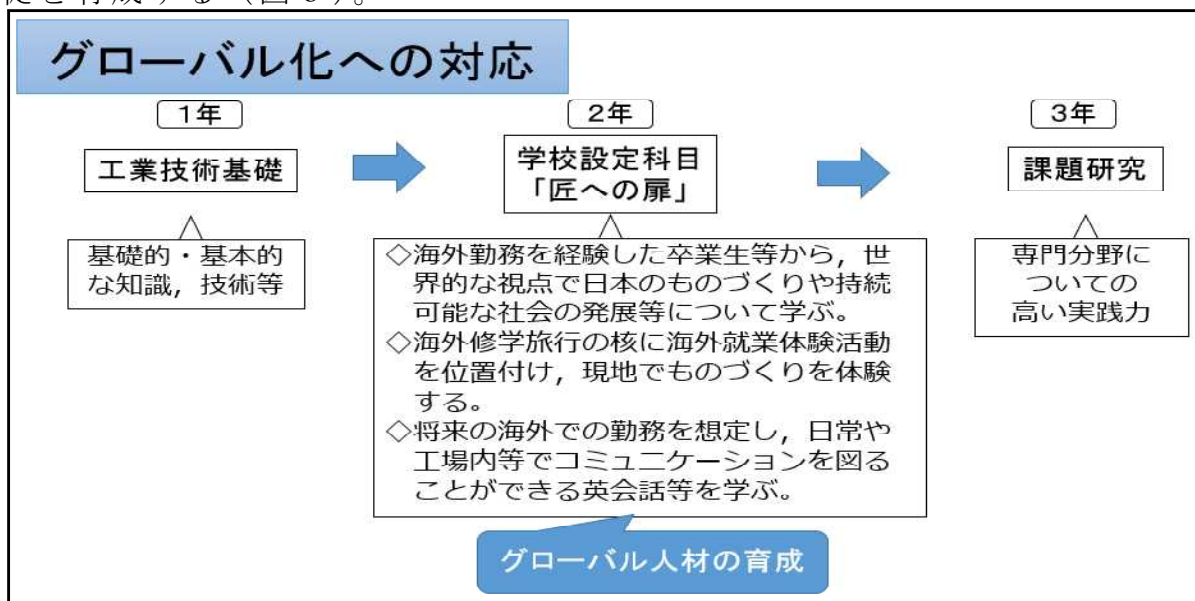 を育成する（図
グローバル化への対応
１年
２年
３年
工業技術基礎
学校設定科目
「匠への扉」
課題研究
基礎的・基本的
な知識，技術等
◇海外勤務を経験した卒業生等から，世
界的な視点で日本のものづくりや持続
可能な社会の発展等について学ぶ。
◇海外修学旅行の核に海外就業体験活動
を位置付け，現地でものづくりを体験
する。
◇将来の海外での勤務を想定し，日常や
工場内等でコミュニケーションを図る
ことができる英会話等を学ぶ。
専門分野に
ついての
高い実践力
グローバル人材の育成